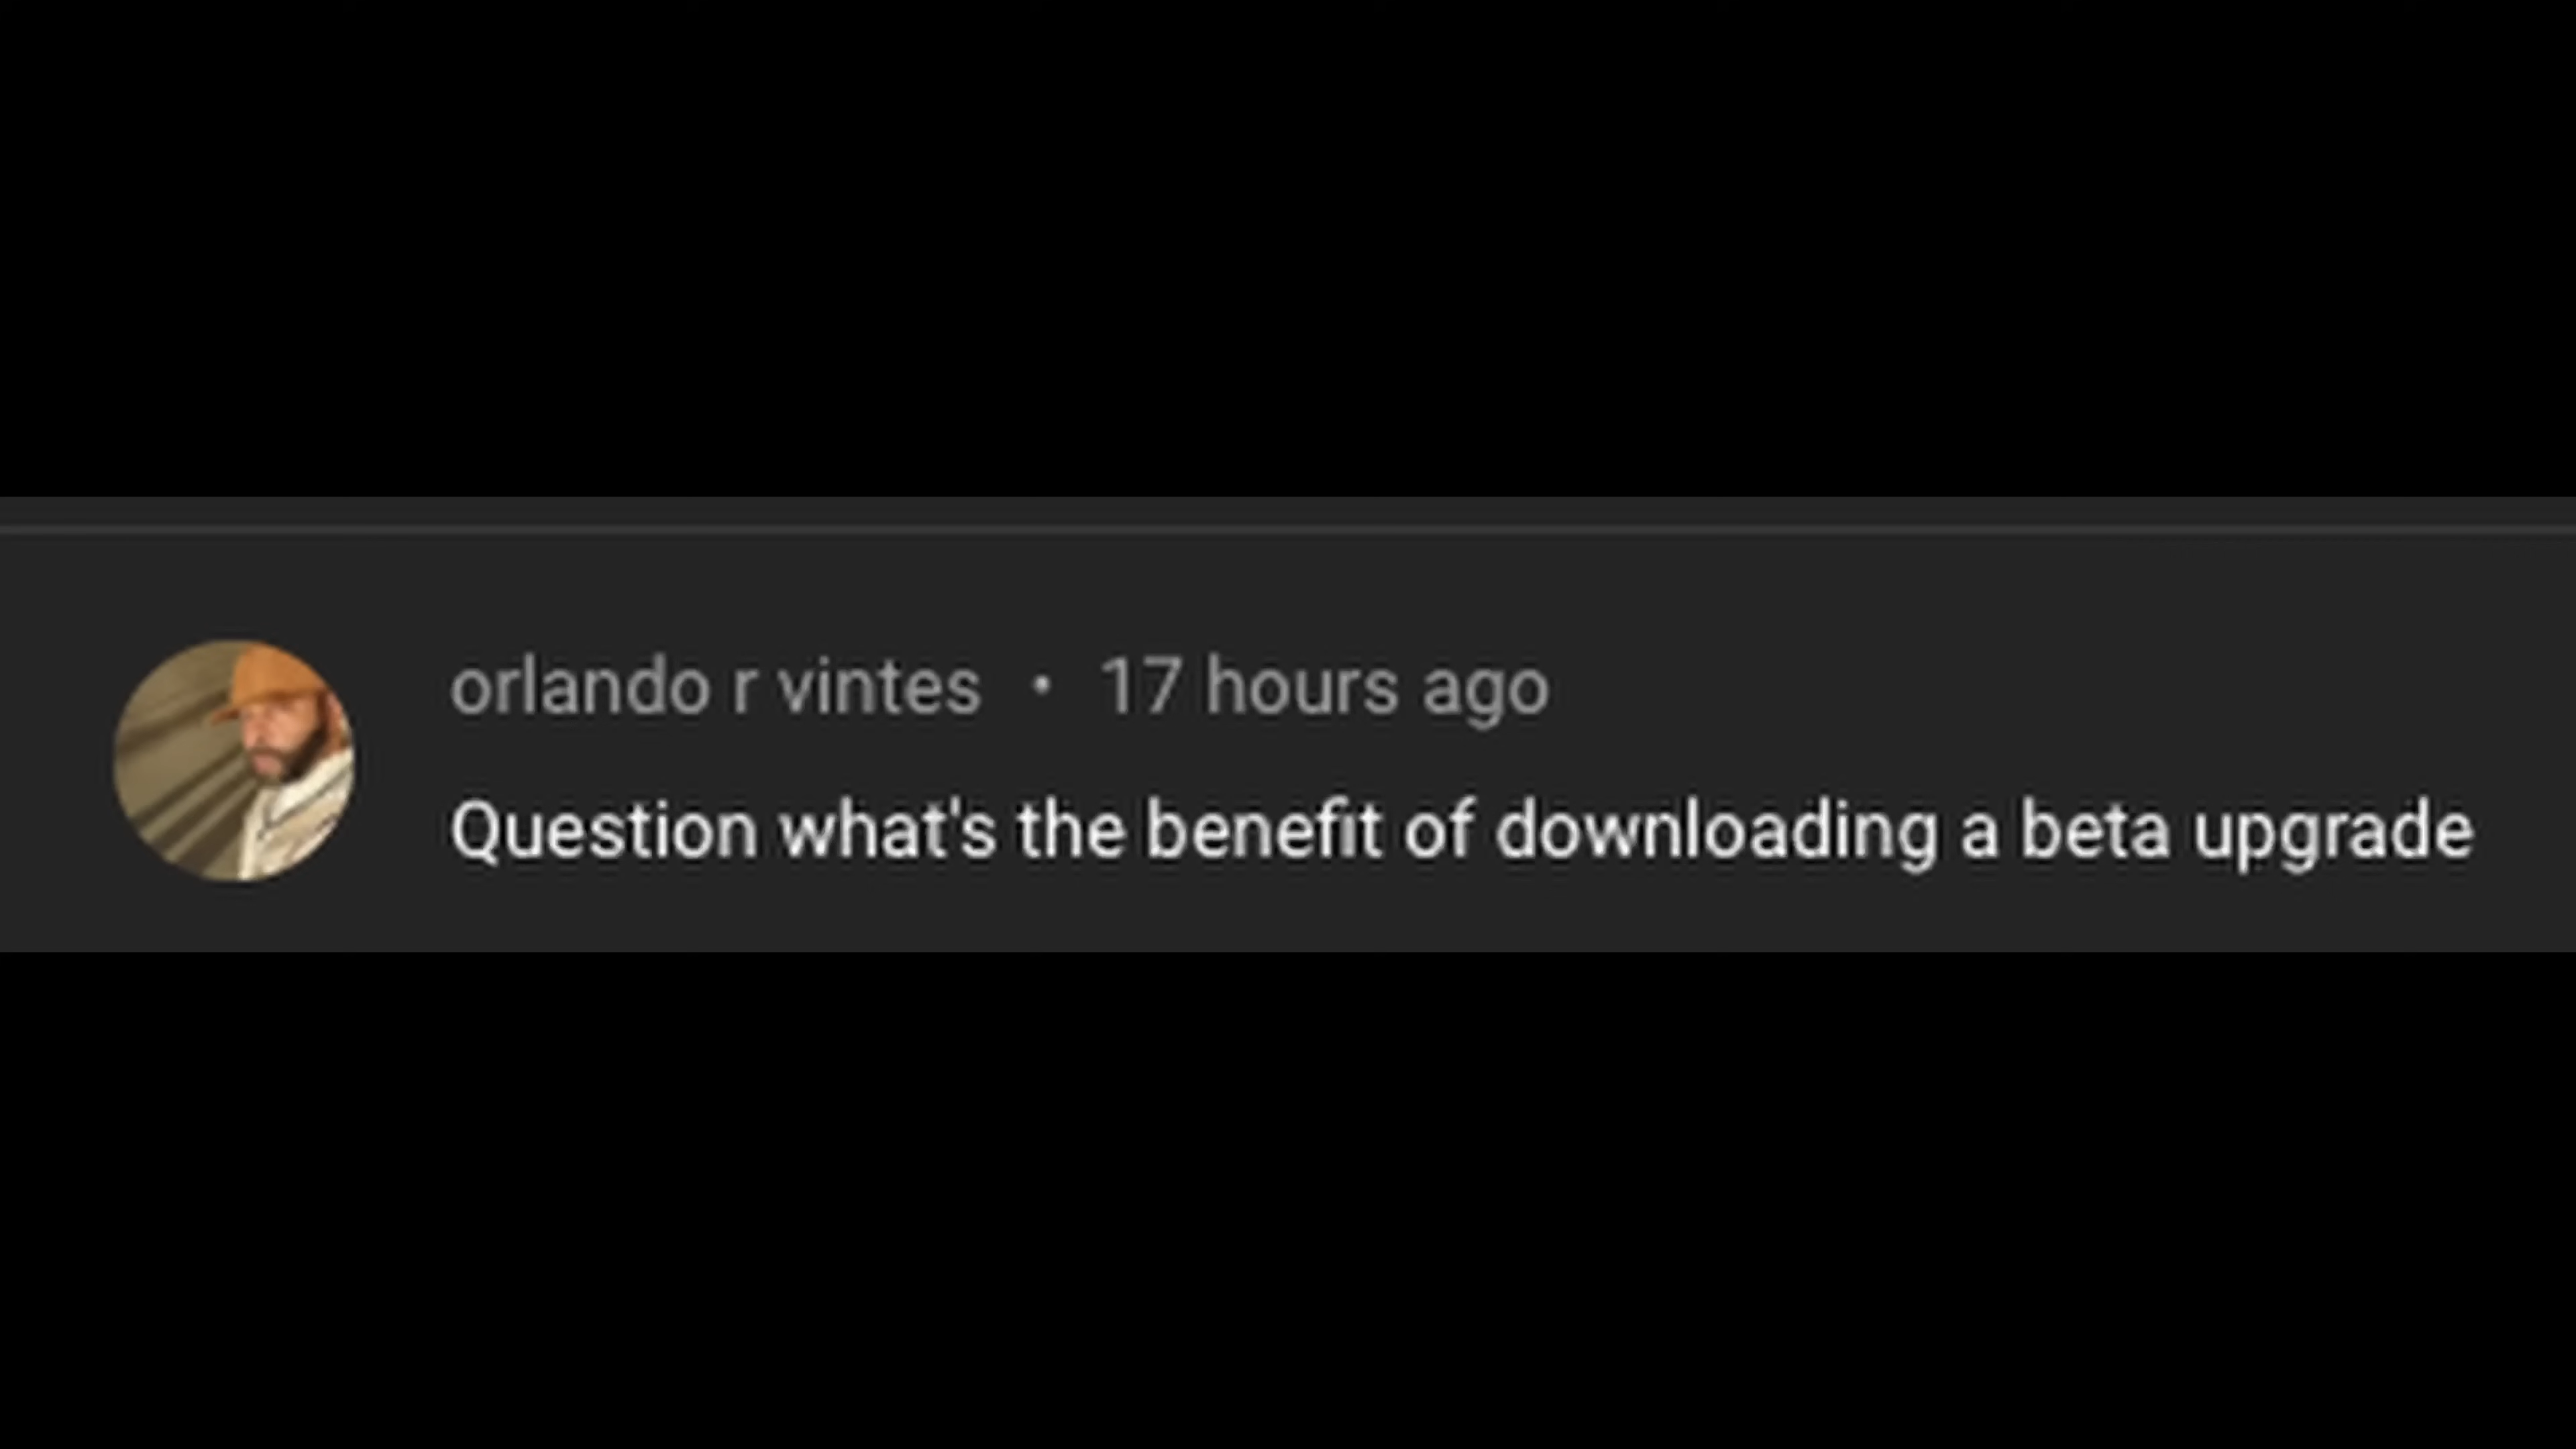 orlando r vintes • 17 hours ago
Question what's the benefit of downloading a beta upgrade